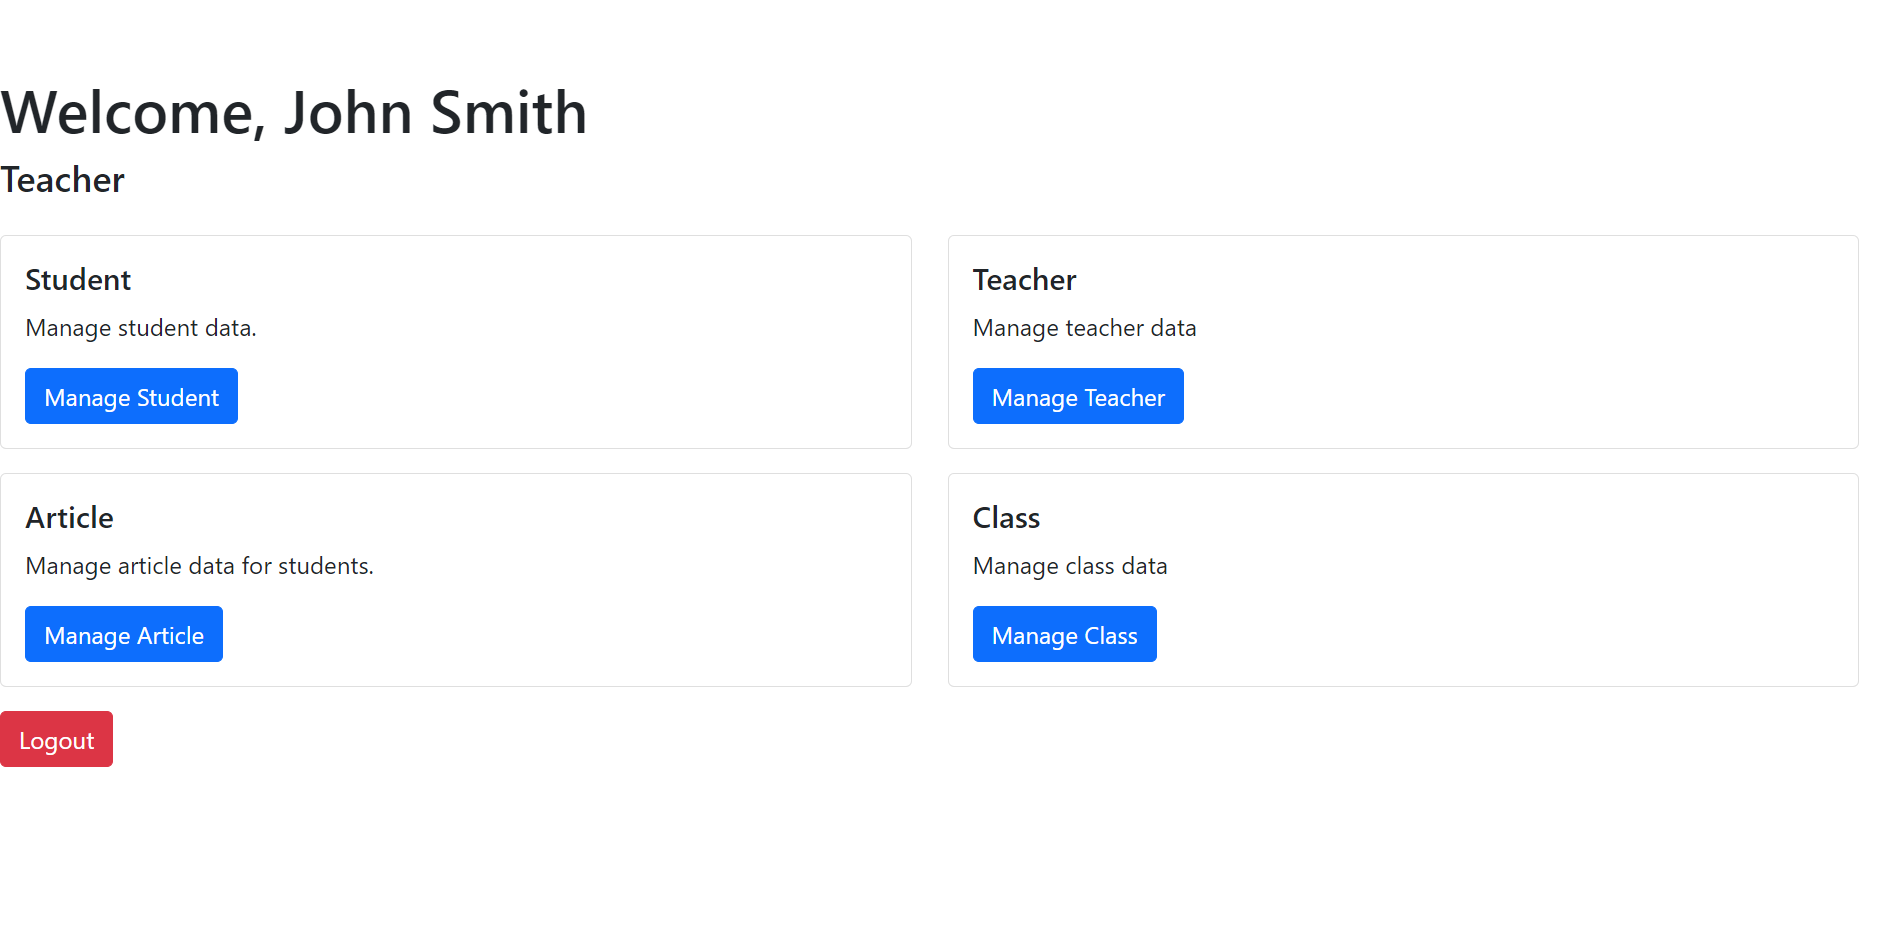 Welcome, John Smith
Teacher
Student
Manage student data.
Manage Student
Teacher
Manage teacher data
Manage Teacher
Article
Manage article data for students.
Manage Article
Class
Manage class data
Manage Class
Logout